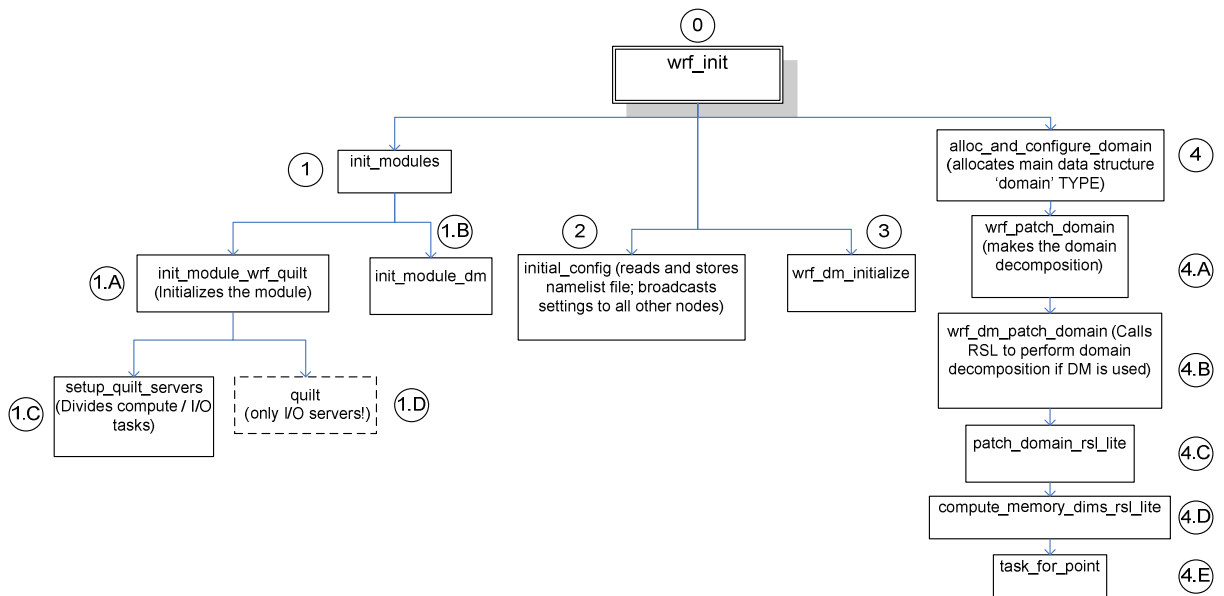 0
wrf_init
1
init_modules
alloc_and_configure_domain
(allocates main data structure
‘domain’ TYPE)
4
1.A
init_module_wrf_quilt
(Initializes the module)
1.B
init_module_dm
2
initial_config (reads and stores
namelist file; broadcasts
settings to all other nodes)
3
wrf_dm_initialize
wrf_patch_domain
(makes the domain
decomposition)
4.A
wrf_dm_patch_domain (Calls
RSL to perform domain
decomposition if DM is used)
4.B
1.C
setup_quilt_servers
(Divides compute / I/O
tasks)
quilt
(only I/O servers!)
1.D
patch_domain_rsl_lite
4.C
compute_memory_dims_rsl_lite
4.D
task_for_point
4.E